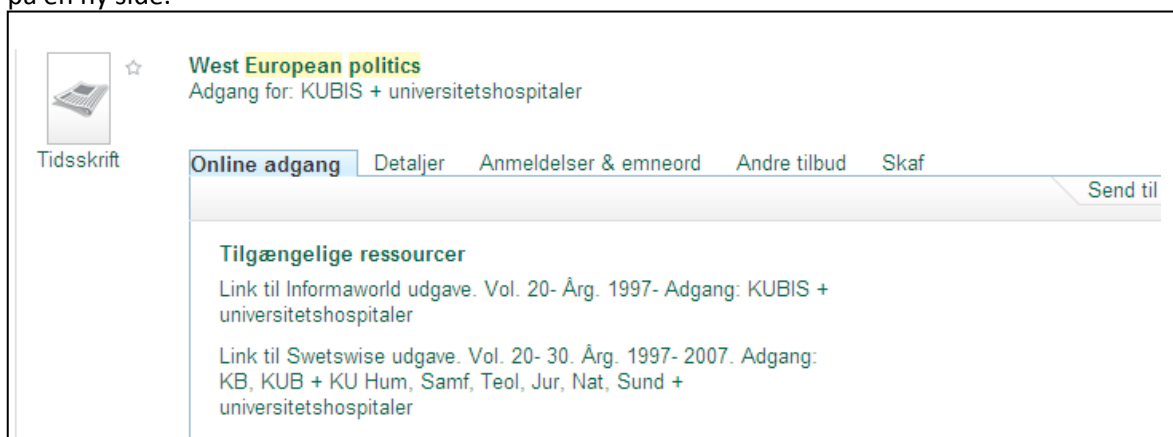 på en ny side.
West European politics
Adgang for: KUBIS + universitetshospitaler
Tidsskrift
Online adgang Detaljer Anmeldelser & emneord Andre tilbud Skaf
Send til
Tilgængelige ressourcer
Link til Informaworld udgave. Vol. 20- Årg. 1997- Adgang: KUBIS +
universitetshospitaler
Link til Swetswise udgave. Vol. 20- 30. Årg. 1997- 2007. Adgang:
KB, KUB + KU Hum, Samf, Teol, Jur, Nat, Sund +
universitetshospitaler